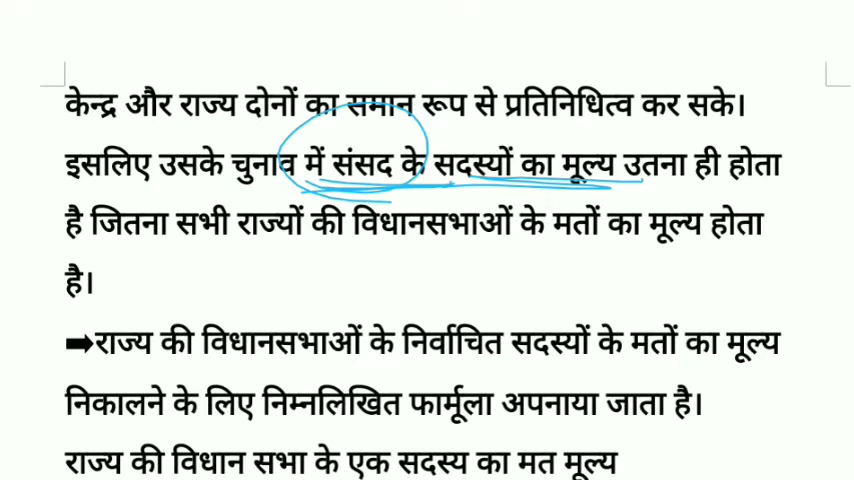 केन्द्र और राज्य दोनों का समान रूप से प्रतिनिधित्व कर सके।
इसलिए उसके चुनाव में संसद के सदस्यों का मूल्य उतना ही होता
है जितना सभी राज्यों की विधानसभाओं के मतों का मूल्य होता
है।
➡राज्य की विधानसभाओं के निर्वाचित सदस्यों के मतों का मूल्य
निकालने के लिए निम्नलिखित फार्मूला अपनाया जाता है।
राज्य की विधान सभा के एक सदस्य का मत मूल्य